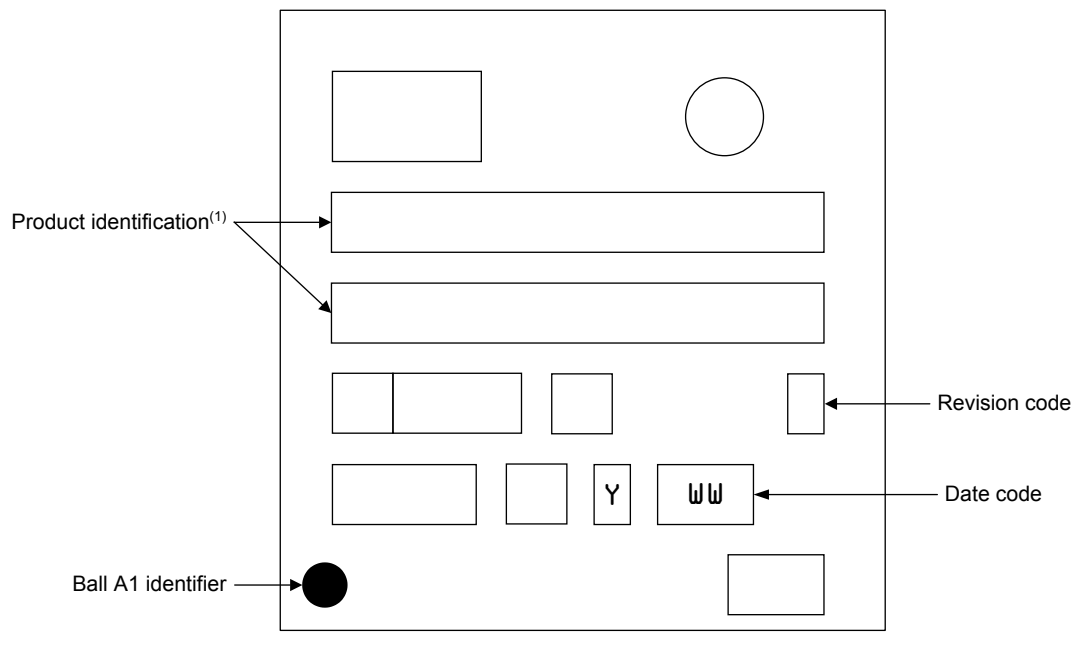 Product identification(1)
Revision code
Y WW
Date code
Ball A1 identifier